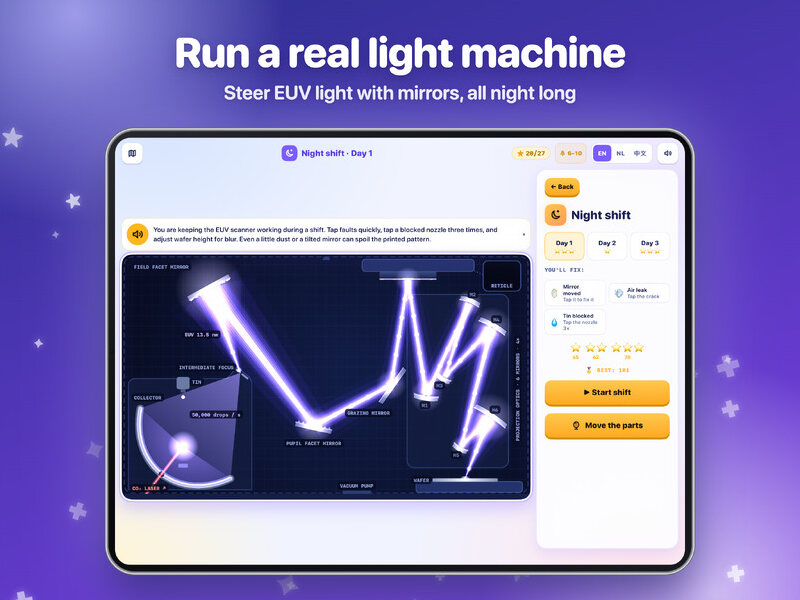 Run a real light machine
Steer EUV light with mirrors, all night long
Night shift · Day 1
28/27
6–10
EN
NL
中文
← Back
Night shift
You are keeping the EUV scanner working during a shift. Tap faults quickly, tap a blocked nozzle three times, and
adjust wafer height for blur. Even a little dust or a tilted mirror can spoil the printed pattern.
Day 1
Day 2
Day 3
YOU'LL FIX:
Mirror
moved
Tap it to fix it
Air leak
Tap the crack
Tin blocked
Tap the nozzle
3x
BEST: 101
▶ Start shift
Move the parts
FIELD FACET MIRROR
RETICLE
EUV 13.5 nm
INTERMEDIATE FOCUS
TIN
COLLECTOR
50,000 drops / s
GRAZING MIRROR
PUPIL FACET MIRROR
M2
M4
M3
M1
M6
M5
PROJECTION OPTICS · 6 MIRRORS
WAFER
VACUUM PUMP
CO₂ LASER